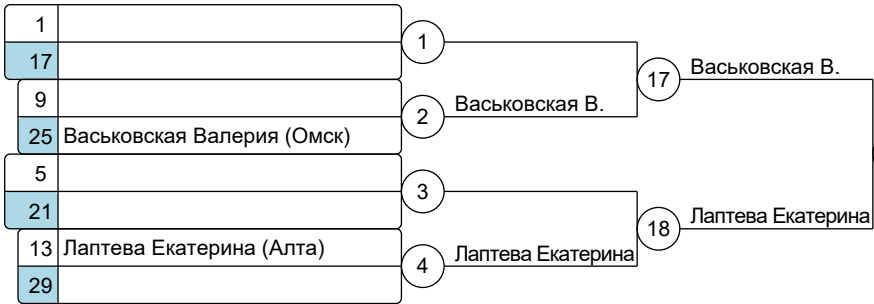 1
17
1
9
25 Васьковская Валерия (Омск)
2
Васьковская В.
17
Васьковская В.
5
21
3
13 Лаптева Екатерина (Алта)
29
4
Лаптева Екатерина
18
Лаптева Екатерина